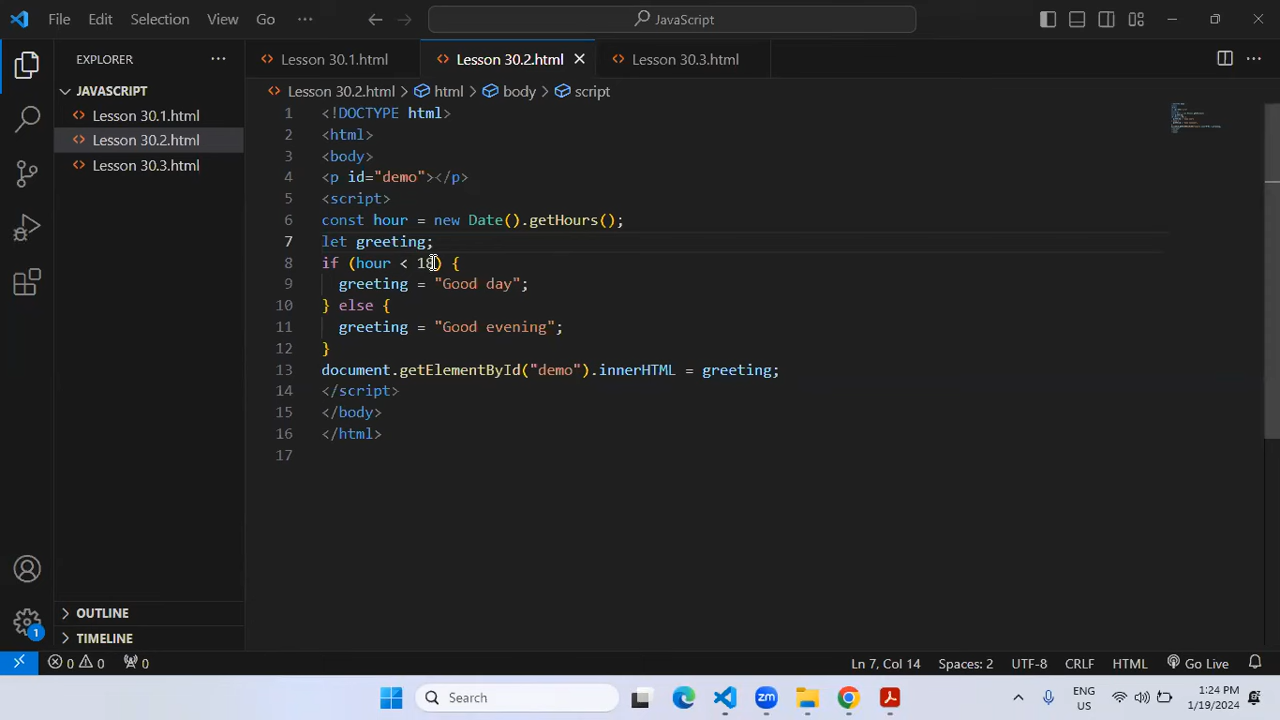 File Edit Selection View Go ··· JavaScript
EXPLORER ···
Lesson 30.1.html Lesson 30.2.html Lesson 30.3.html ···
JAVASCRIPT
Lesson 30.1.html
Lesson 30.2.html
Lesson 30.3.html
Lesson 30.2.html > html > body > script
1 <!DOCTYPE html>
2 <html>
3 <body>
4 <p id="demo"></p>
5 <script>
6 const hour = new Date().getHours();
7 let greeting;
8 if (hour < 18) {
9 greeting = "Good day";
10 } else {
11 greeting = "Good evening";
12 }
13 document.getElementById("demo").innerHTML = greeting;
14 </script>
15 </body>
16 </html>
17
OUTLINE
TIMELINE
1
0 0 0 Ln 7, Col 14 Spaces: 2 UTF-8 CRLF HTML Go Live
Search
zm
ENG
US
1:24 PM
1/19/2024